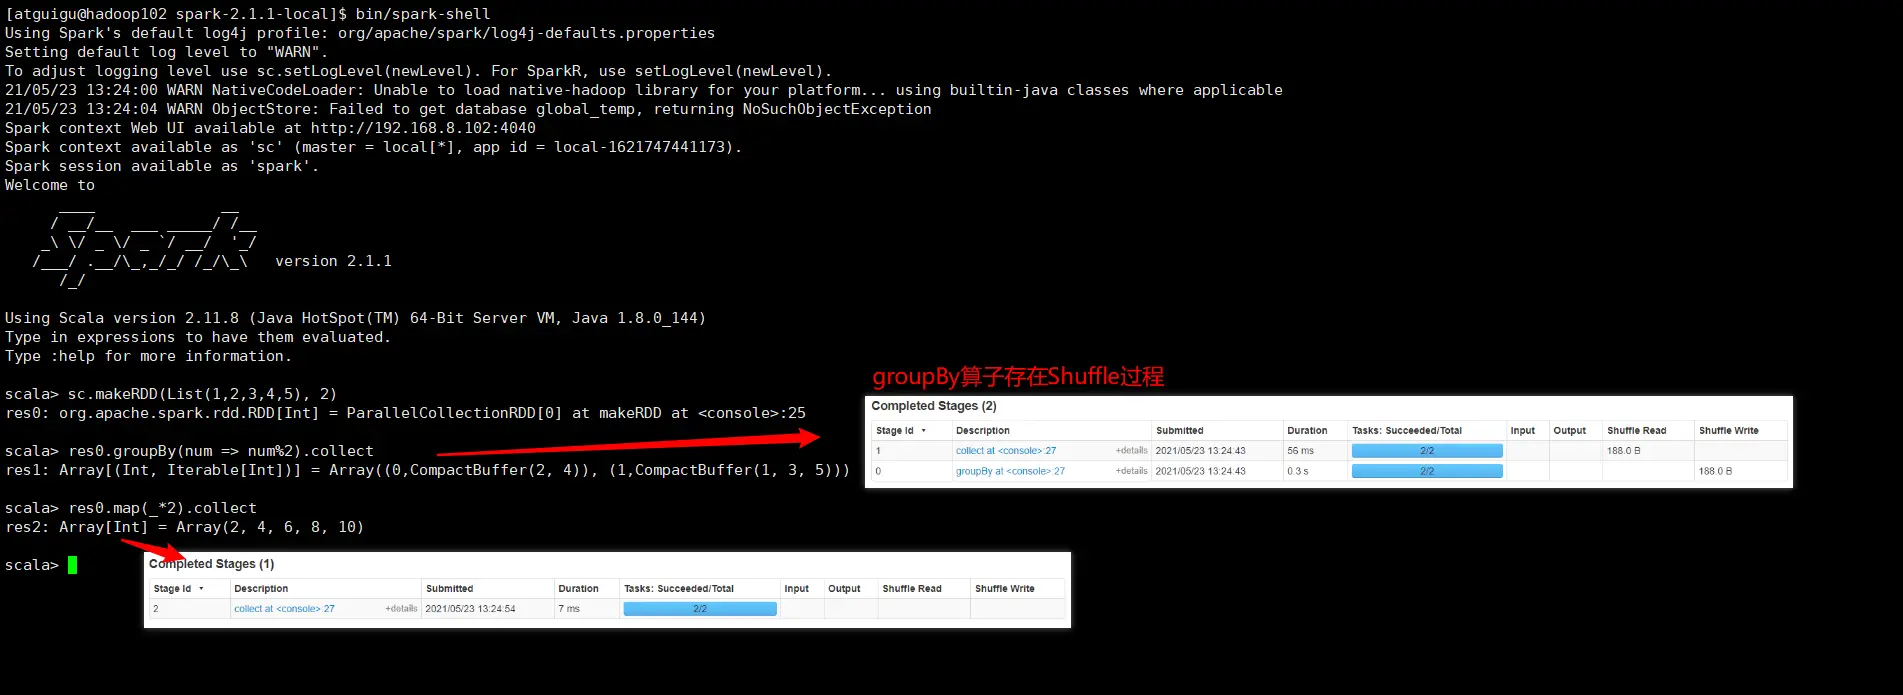 [atguigu@hadoop102 spark-2.1.1-local]$ bin/spark-shell
Using Spark's default log4j profile: org/apache/spark/log4j-defaults.properties
Setting default log level to "WARN".
To adjust logging level use sc.setLogLevel(newLevel). For SparkR, use setLogLevel(newLevel).
21/05/23 13:24:00 WARN NativeCodeLoader: Unable to load native-hadoop library for your platform... using builtin-java classes where applicable
21/05/23 13:24:04 WARN ObjectStore: Failed to get database global_temp, returning NoSuchObjectException
Spark context Web UI available at http://192.168.8.102:4040
Spark context available as 'sc' (master = local[*], app id = local-1621747441173).
Spark session available as 'spark'.
Welcome to
      ____              __
     / __/__  ___ _____/ /__
    _\ \/ _ \/ _ `/ __/  '_/
   /___/ .__/\_,_/_/ /_/\_\   version 2.1.1
      /_/
Using Scala version 2.11.8 (Java HotSpot(TM) 64-Bit Server VM, Java 1.8.0_144)
Type in expressions to have them evaluated.
Type :help for more information.
scala> sc.makeRDD(List(1,2,3,4,5), 2)
res0: org.apache.spark.rdd.RDD[Int] = ParallelCollectionRDD[0] at makeRDD at <console>:25
scala> res0.groupBy(num => num%2).collect
res1: Array[(Int, Iterable[Int])] = Array((0,CompactBuffer(2, 4)), (1,CompactBuffer(1, 3, 5)))
scala> res0.map(_*2).collect
res2: Array[Int] = Array(2, 4, 6, 8, 10)
scala>
groupBy算子存在Shuffle过程
Completed Stages (2)
Stage Id Description Submitted Duration Tasks: Succeeded/Total Input Output Shuffle Read Shuffle Write
1 collect at <console>:27 +details 2021/05/23 13:24:43 56 ms 2/2 188.0 B
0 groupBy at <console>:27 +details 2021/05/23 13:24:43 0.3 s 2/2 188.0 B
Completed Stages (1)
Stage Id Description Submitted Duration Tasks: Succeeded/Total Input Output Shuffle Read Shuffle Write
2 collect at <console>:27 +details 2021/05/23 13:24:54 7 ms 2/2